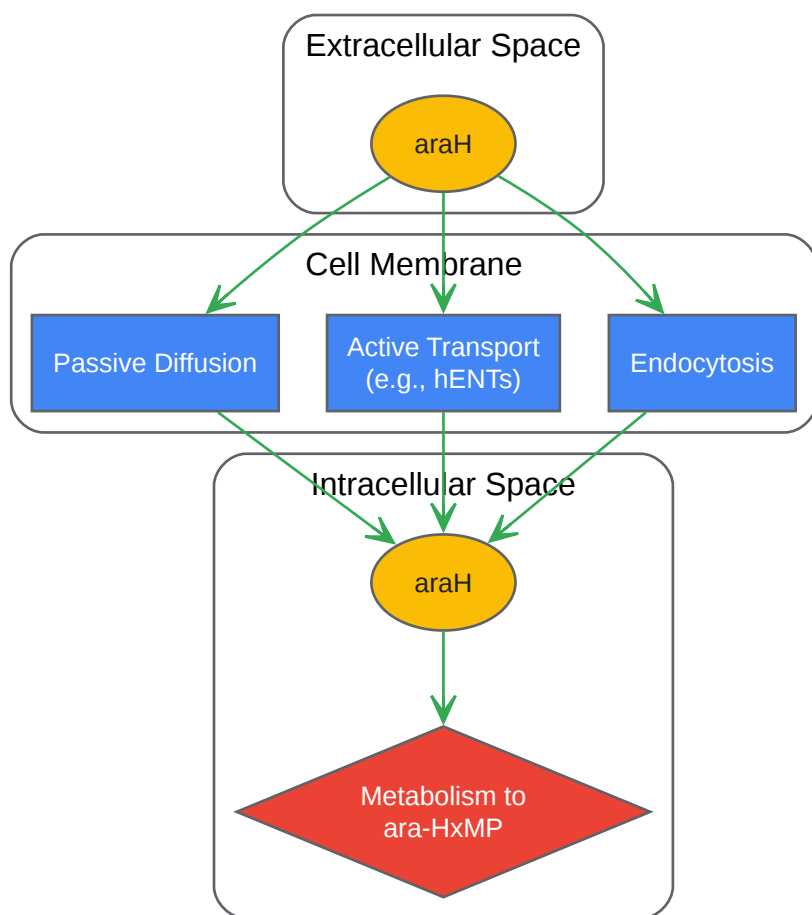 Extracellular Space
araH
Cell Membrane
Passive Diffusion
Active Transport
(e.g., hENTs)
Endocytosis
Intracellular Space
araH
Metabolism to
ara-HxMP